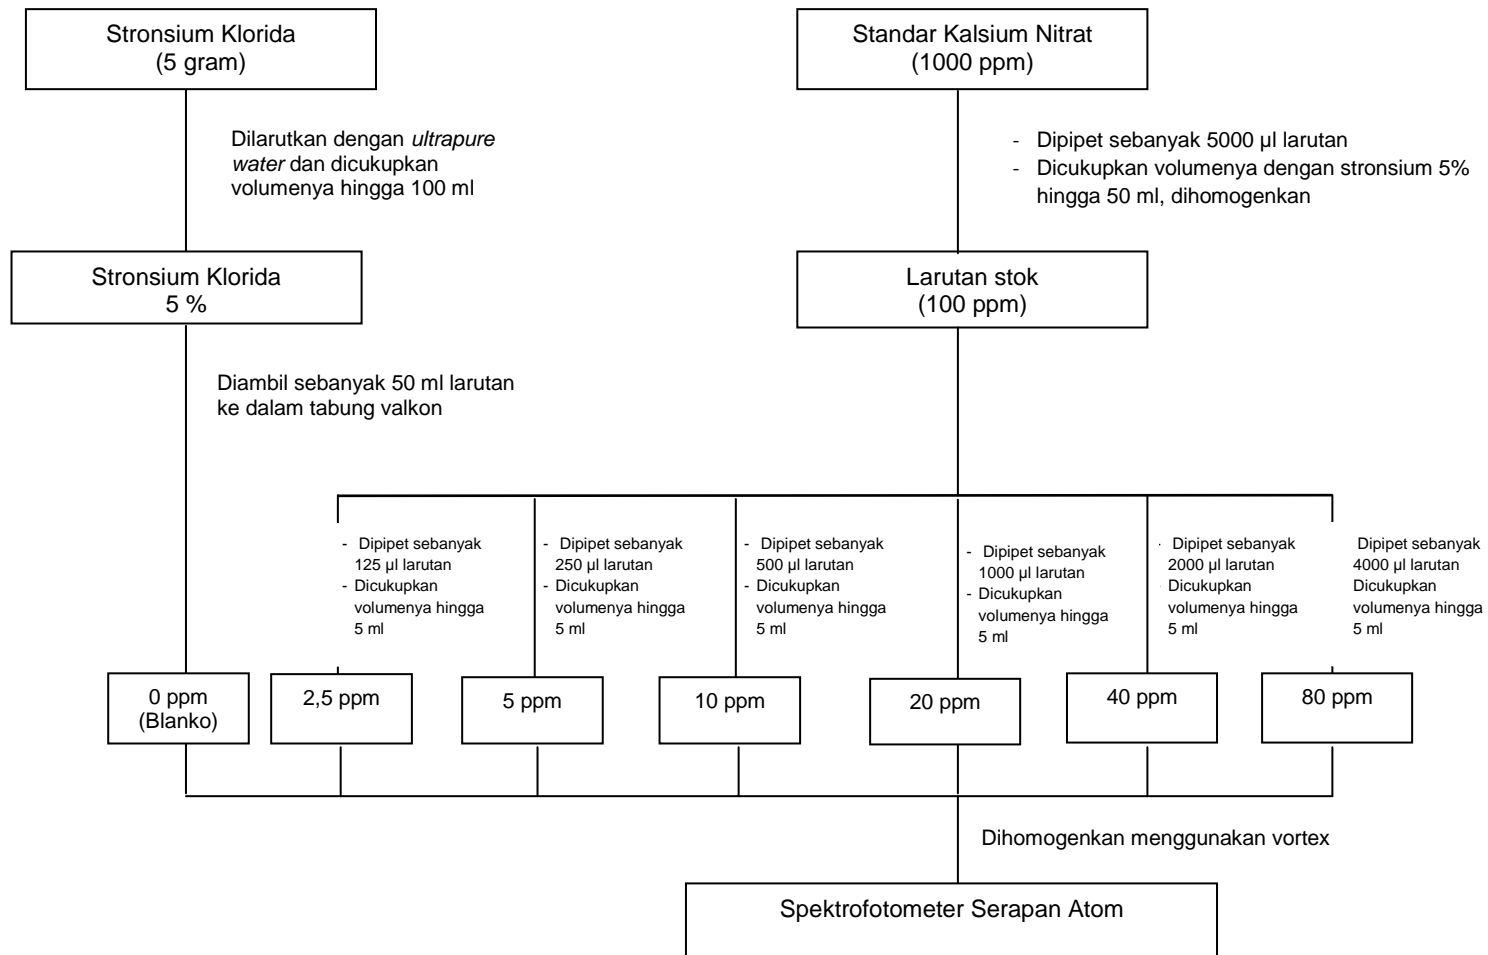 Stronsium Klorida
(5 gram)
Standar Kalsium Nitrat
(1000 ppm)
Dilarutkan dengan ultrapure
water dan dicukupkan
volumenya hingga 100 ml
- Dipipet sebanyak 5000 µl larutan
- Dicukupkan volumenya dengan stronsium 5%
hingga 50 ml, dihomogenkan
Stronsium Klorida
5 %
Larutan stok
(100 ppm)
Diambil sebanyak 50 ml larutan
ke dalam tabung valkon
- Dipipet sebanyak
125 µl larutan
- Dicukupkan
volumenya hingga
5 ml
- Dipipet sebanyak
250 µl larutan
- Dicukupkan
volumenya hingga
5 ml
- Dipipet sebanyak
500 µl larutan
- Dicukupkan
volumenya hingga
5 ml
- Dipipet sebanyak
1000 µl larutan
- Dicukupkan
volumenya hingga
5 ml
- Dipipet sebanyak
2000 µl larutan
- Dicukupkan
volumenya hingga
5 ml
Dipipet sebanyak
4000 µl larutan
Dicukupkan
volumenya hingga
5 ml
0 ppm
(Blanko)
2,5 ppm
5 ppm
10 ppm
20 ppm
40 ppm
80 ppm
Dihomogenkan menggunakan vortex
Spektrofotometer Serapan Atom